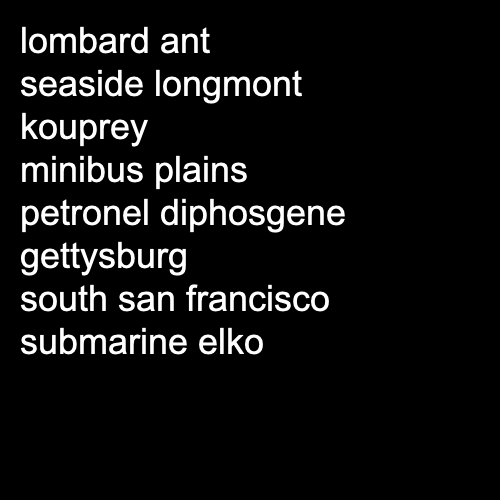 lombard ant
seaside longmont
kouprey
minibus plains
petronel diphosgene
gettysburg
south san francisco
submarine elko